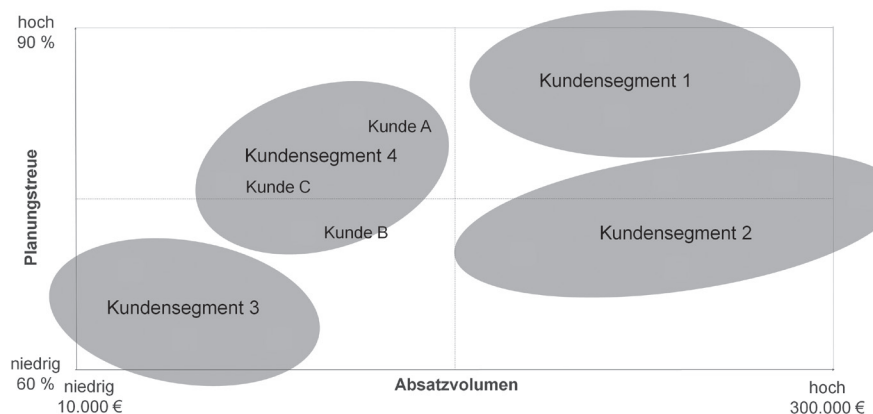 hoch
90 %
Planungstreue
Kundensegment 1
Kunde A
Kundensegment 4
Kunde C
Kunde B
Kundensegment 2
Kundensegment 3
niedrig
60 %
niedrig
10.000 €
Absatzvolumen
hoch
300.000 €